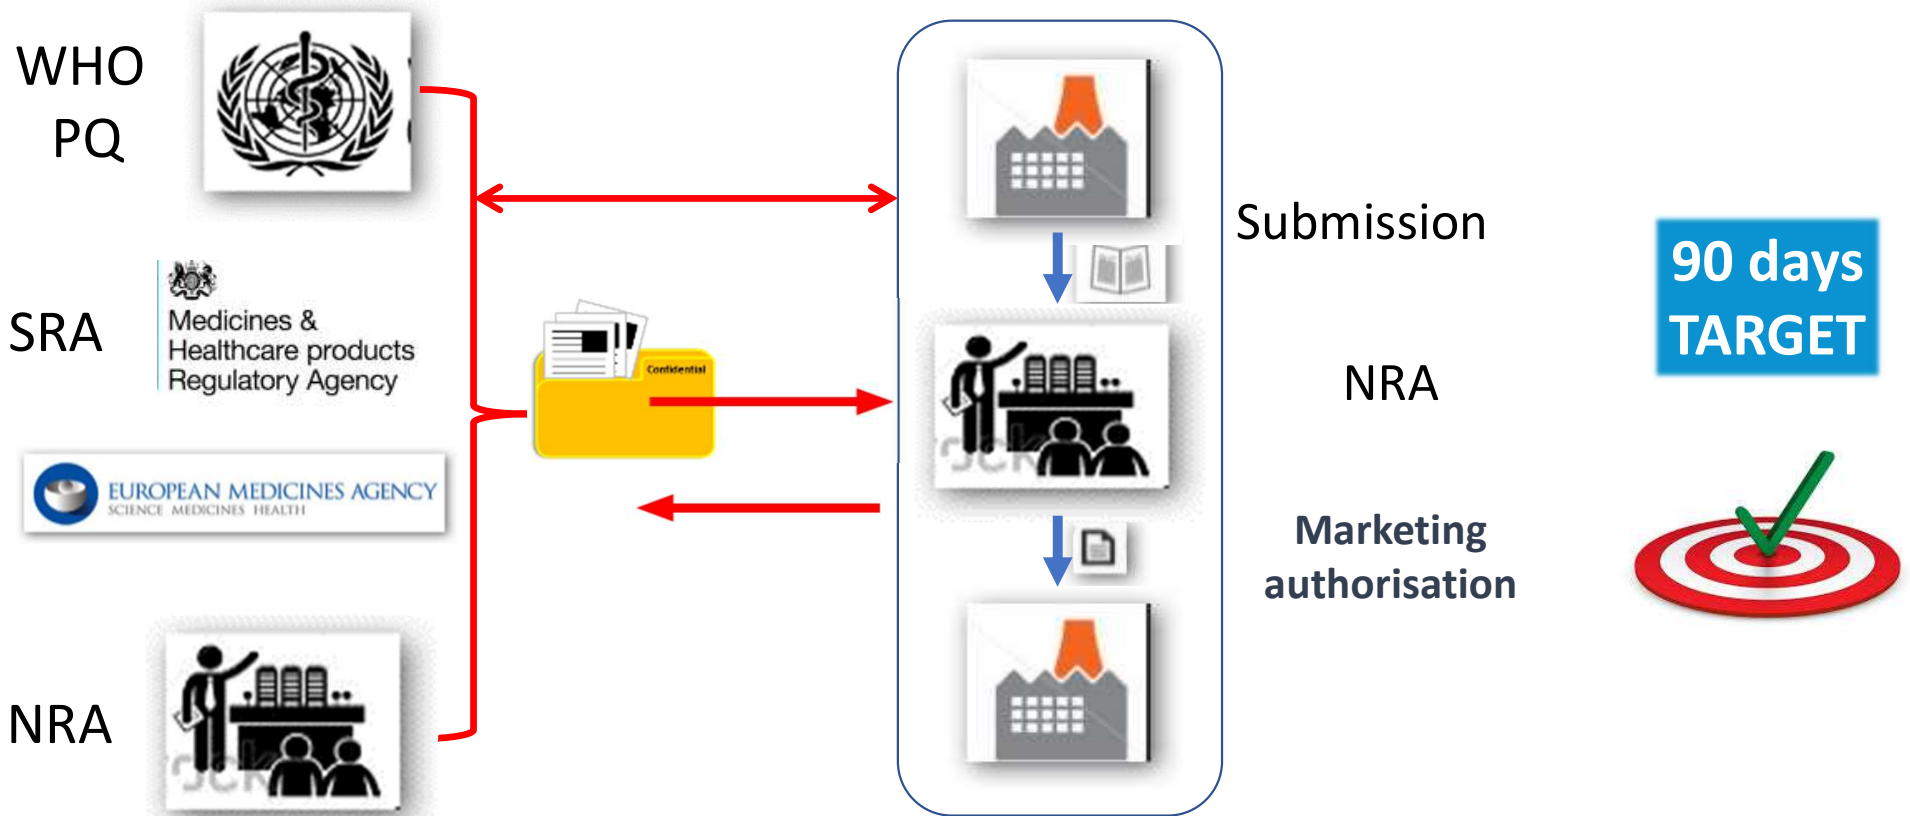 WHO
PQ
SRA
Medicines &
Healthcare products
Regulatory Agency
EUROPEAN MEDICINES AGENCY
SCIENCE MEDICINES HEALTH
NRA
Confidential
Submission
NRA
Marketing
authorisation
90 days
TARGET